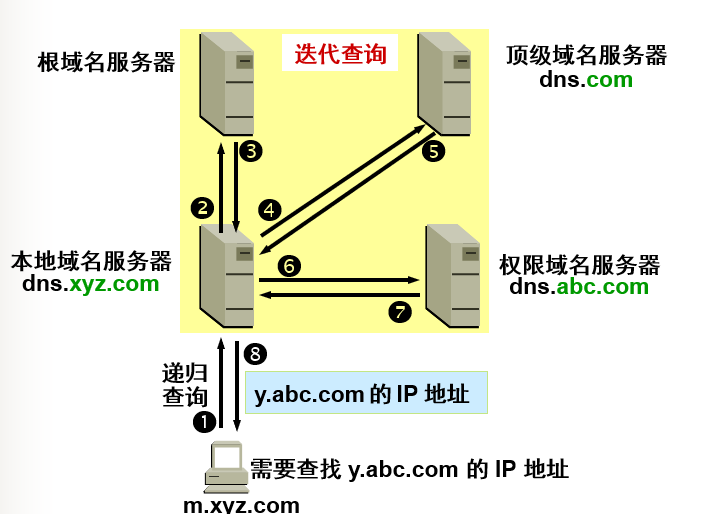 迭代查询
根域名服务器
顶级域名服务器
dns.com
❸
❺
❷
❹
本地域名服务器
dns.xyz.com
❻
权限域名服务器
dns.abc.com
❼
❽
递归
查询
y.abc.com 的 IP 地址
❶
需要查找 y.abc.com 的 IP 地址
m.xyz.com